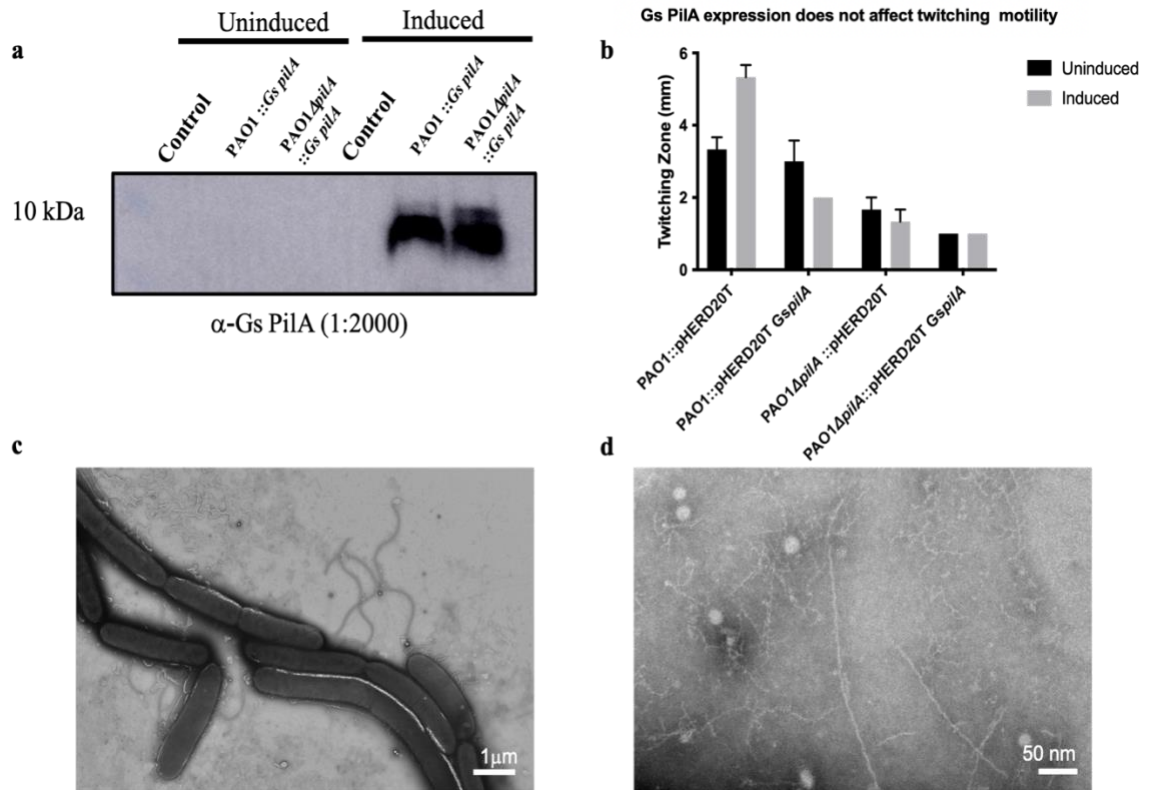 a
Uninduced
Induced
Control
PAO1 ::Gs pilA
PAO1ΔpilA
::Gs pilA
Control
PAO1 ::Gs pilA
PAO1ΔpilA
::Gs pilA
10 kDa
α-Gs PilA (1:2000)
Gs PilA expression does not affect twitching motility
b
Twitching Zone (mm)
6
4
2
0
Uninduced
Induced
PAO1::pHERD20T
PAO1::pHERD20T GspilA
PAO1ΔpilA ::pHERD20T
PAO1ΔpilA::pHERD20T GspilA
c
1μm
d
50 nm